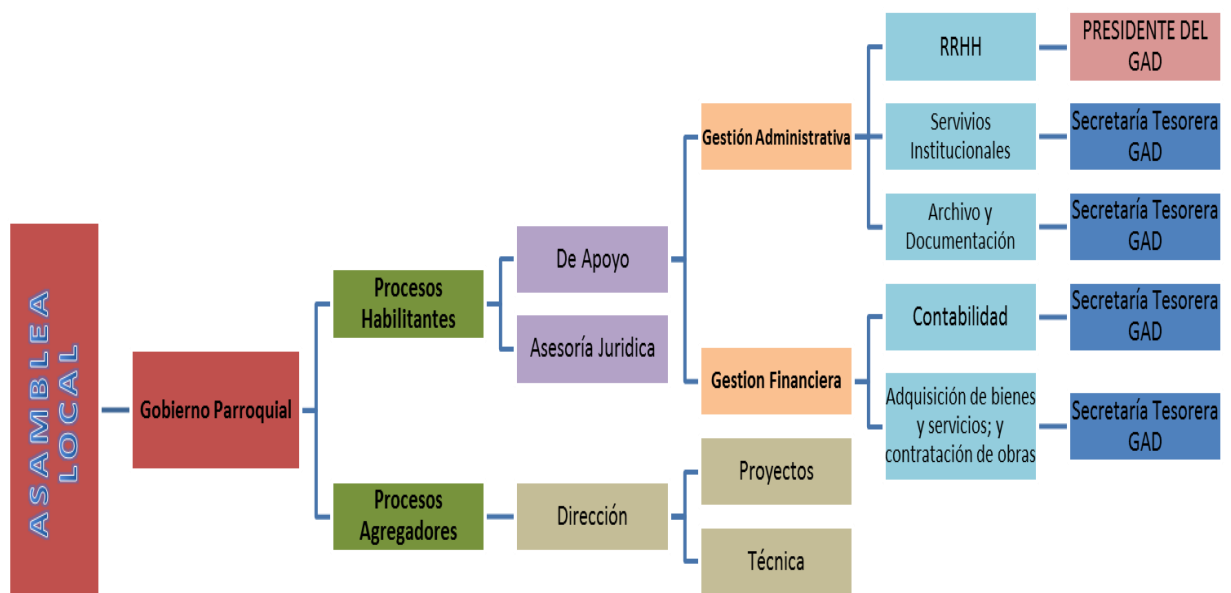 ASAMBLEA
LOCAL
Gobierno Parroquial
Procesos
Habilitantes
Procesos
Agregadores
De Apoyo
Asesoría Juridica
Dirección
Gestión Administrativa
Gestion Financiera
Proyectos
Técnica
RRHH
Servivios
Institucionales
Archivo y
Documentación
Contabilidad
Adquisición de bienes
y servicios; y
contratación de obras
PRESIDENTE DEL
GAD
Secretaría Tesorera
GAD
Secretaría Tesorera
GAD
Secretaría Tesorera
GAD
Secretaría Tesorera
GAD